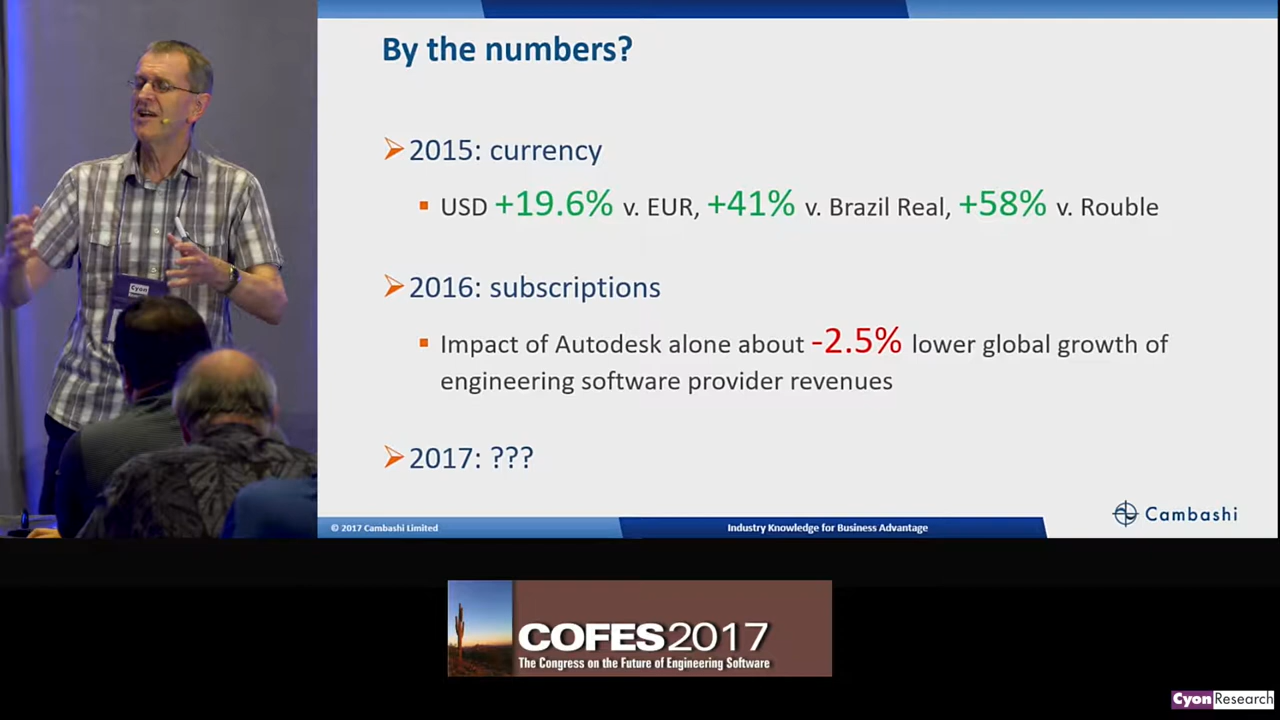 By the numbers?
2015: currency
USD +19.6% v. EUR, +41% v. Brazil Real, +58% v. Rouble
2016: subscriptions
Impact of Autodesk alone about -2.5% lower global growth of
engineering software provider revenues
2017: ???
© 2017 Cambashi Limited
Industry Knowledge for Business Advantage
Cambashi
Cyon
COFES2017
The Congress on the Future of Engineering Software
CyonResearch